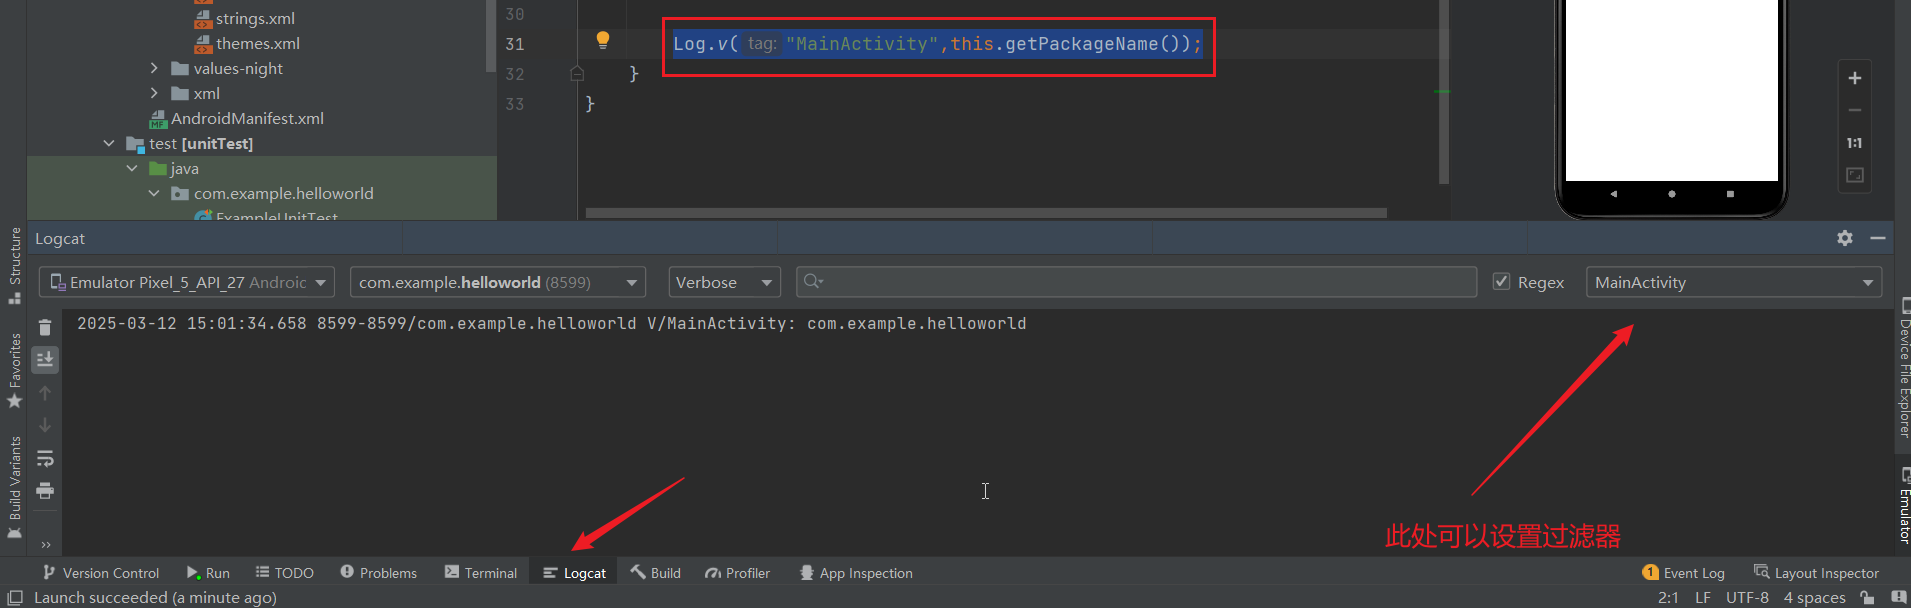 strings.xml
themes.xml
values-night
xml
AndroidManifest.xml
test [unitTest]
java
com.example.helloworld
ExampleUnitTest
30
31 Log.v( tag: "MainActivity",this.getPackageName());
32 }
33 }
1:1
Logcat
Emulator Pixel_5_API_27 Android
com.example.helloworld (8599)
Verbose
Regex
MainActivity
2025-03-12 15:01:34.658 8599-8599/com.example.helloworld V/MainActivity: com.example.helloworld
此处可以设置过滤器
Structure
Favorites
Build Variants
Device File Explorer
Emulator
Version Control
Run
TODO
Problems
Terminal
Logcat
Build
Profiler
App Inspection
1 Event Log
Layout Inspector
Launch succeeded (a minute ago)
2:1 LF UTF-8 4 spaces